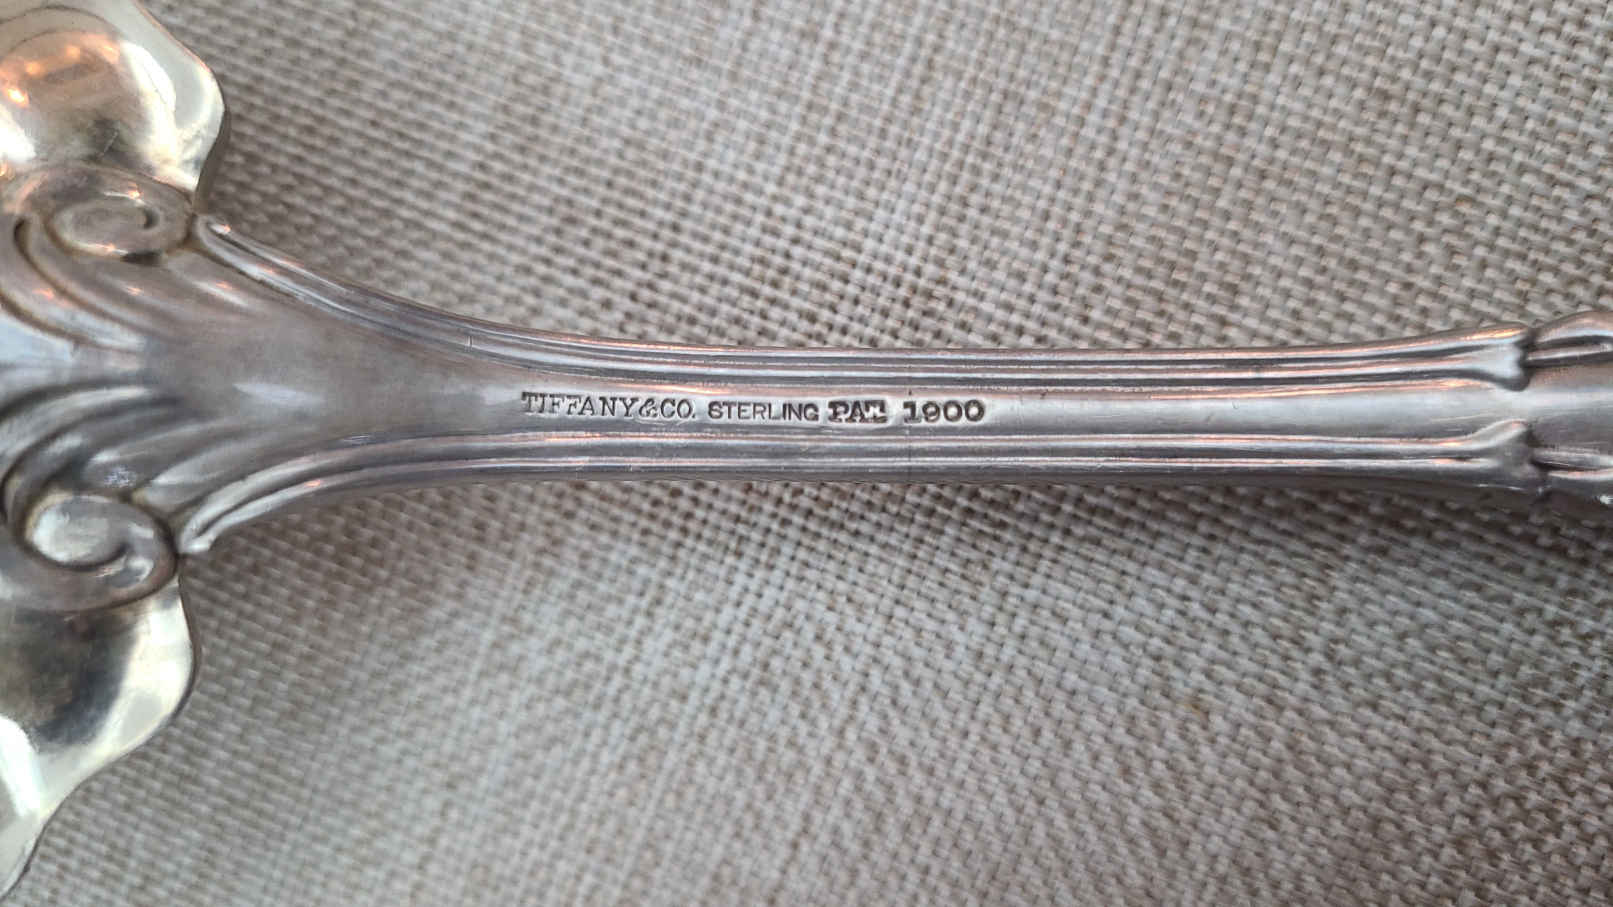 TIFFANY&CO. STERLING PAT. 1900